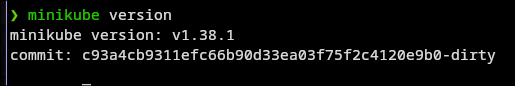 ❯ minikube version
minikube version: v1.38.1
commit: c93a4cb9311efc66b90d33ea03f75f2c4120e9b0-dirty